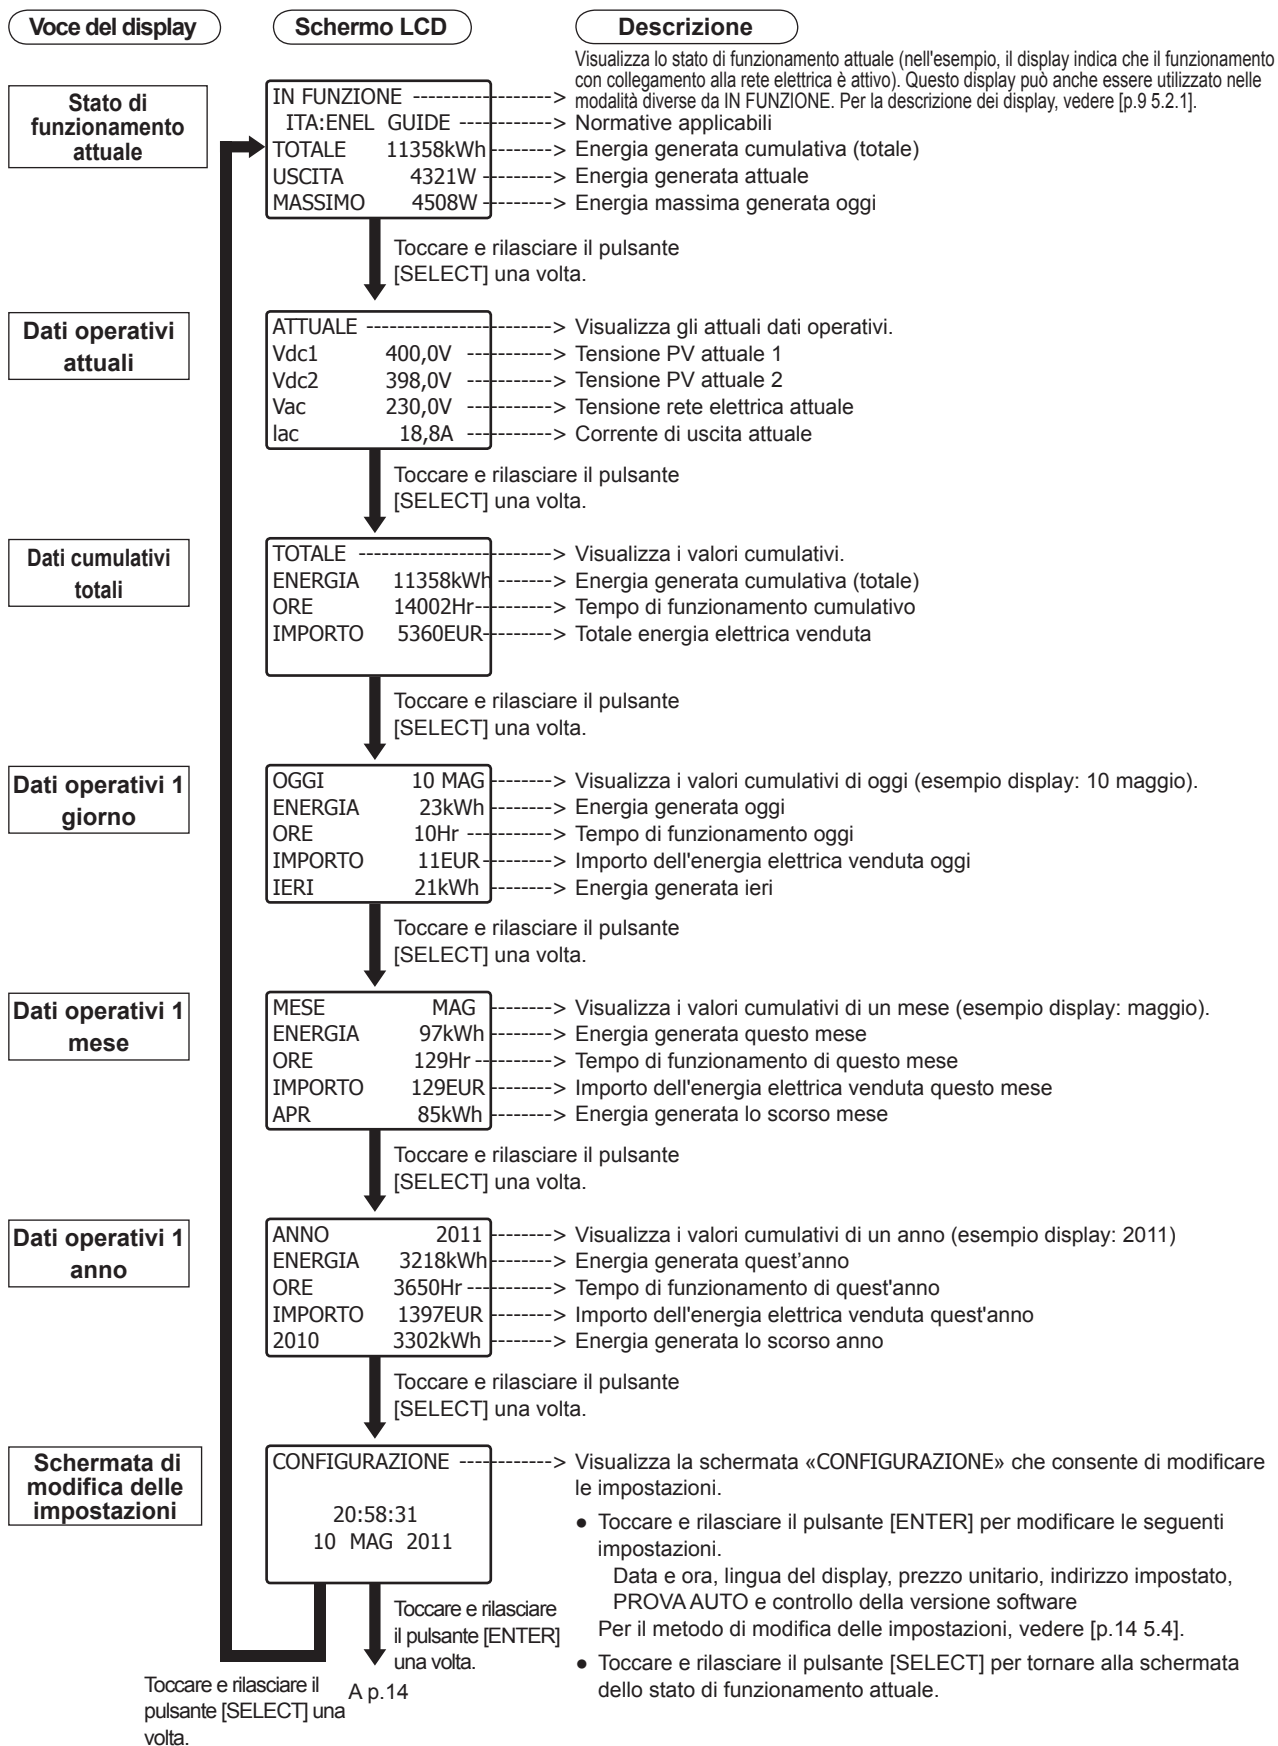 Voce del display
Schermo LCD
Descrizione
Stato di
funzionamento
attuale
IN FUNZIONE
ITA:ENEL GUIDE
TOTALE 11358kWh
USCITA 4321W
MASSIMO 4508W
Visualizza lo stato di funzionamento attuale (nell'esempio, il display indica che il funzionamento
con collegamento alla rete elettrica è attivo). Questo display può anche essere utilizzato nelle
modalità diverse da IN FUNZIONE. Per la descrizione dei display, vedere [p.9 5.2.1].
Normative applicabili
Energia generata cumulativa (totale)
Energia generata attuale
Energia massima generata oggi
Toccare e rilasciare il pulsante
[SELECT] una volta.
Dati operativi
attuali
ATTUALE
Vdc1 400,0V
Vdc2 398,0V
Vac 230,0V
Iac 18,8A
Visualizza gli attuali dati operativi.
Tensione PV attuale 1
Tensione PV attuale 2
Tensione rete elettrica attuale
Corrente di uscita attuale
Toccare e rilasciare il pulsante
[SELECT] una volta.
Dati cumulativi
totali
TOTALE
ENERGIA 11358kWh
ORE 14002Hr
IMPORTO 5360EUR
Visualizza i valori cumulativi.
Energia generata cumulativa (totale)
Tempo di funzionamento cumulativo
Totale energia elettrica venduta
Toccare e rilasciare il pulsante
[SELECT] una volta.
Dati operativi 1
giorno
OGGI 10 MAG
ENERGIA 23kWh
ORE 10Hr
IMPORTO 11EUR
IERI 21kWh
Visualizza i valori cumulativi di oggi (esempio display: 10 maggio).
Energia generata oggi
Tempo di funzionamento oggi
Importo dell'energia elettrica venduta oggi
Energia generata ieri
Toccare e rilasciare il pulsante
[SELECT] una volta.
Dati operativi 1
mese
MESE MAG
ENERGIA 97kWh
ORE 129Hr
IMPORTO 129EUR
APR 85kWh
Visualizza i valori cumulativi di un mese (esempio display: maggio).
Energia generata questo mese
Tempo di funzionamento di questo mese
Importo dell'energia elettrica venduta questo mese
Energia generata lo scorso mese
Toccare e rilasciare il pulsante
[SELECT] una volta.
Dati operativi 1
anno
ANNO 2011
ENERGIA 3218kWh
ORE 3650Hr
IMPORTO 1397EUR
2010 3302kWh
Visualizza i valori cumulativi di un anno (esempio display: 2011)
Energia generata quest’anno
Tempo di funzionamento di quest'anno
Importo dell'energia elettrica venduta quest'anno
Energia generata lo scorso anno
Toccare e rilasciare il pulsante
[SELECT] una volta.
Schermata di
modifica delle
impostazioni
CONFIGURAZIONE
20:58:31
10 MAG 2011
Visualizza la schermata «CONFIGURAZIONE» che consente di modificare
le impostazioni.
● Toccare e rilasciare il pulsante [ENTER] per modificare le seguenti
impostazioni.
Data e ora, lingua del display, prezzo unitario, indirizzo impostato,
PROVA AUTO e controllo della versione software
Per il metodo di modifica delle impostazioni, vedere [p.14 5.4].
● Toccare e rilasciare il pulsante [SELECT] per tornare alla schermata
dello stato di funzionamento attuale.
Toccare e rilasciare
il pulsante [ENTER]
una volta.
A p.14
Toccare e rilasciare il
pulsante [SELECT] una
volta.